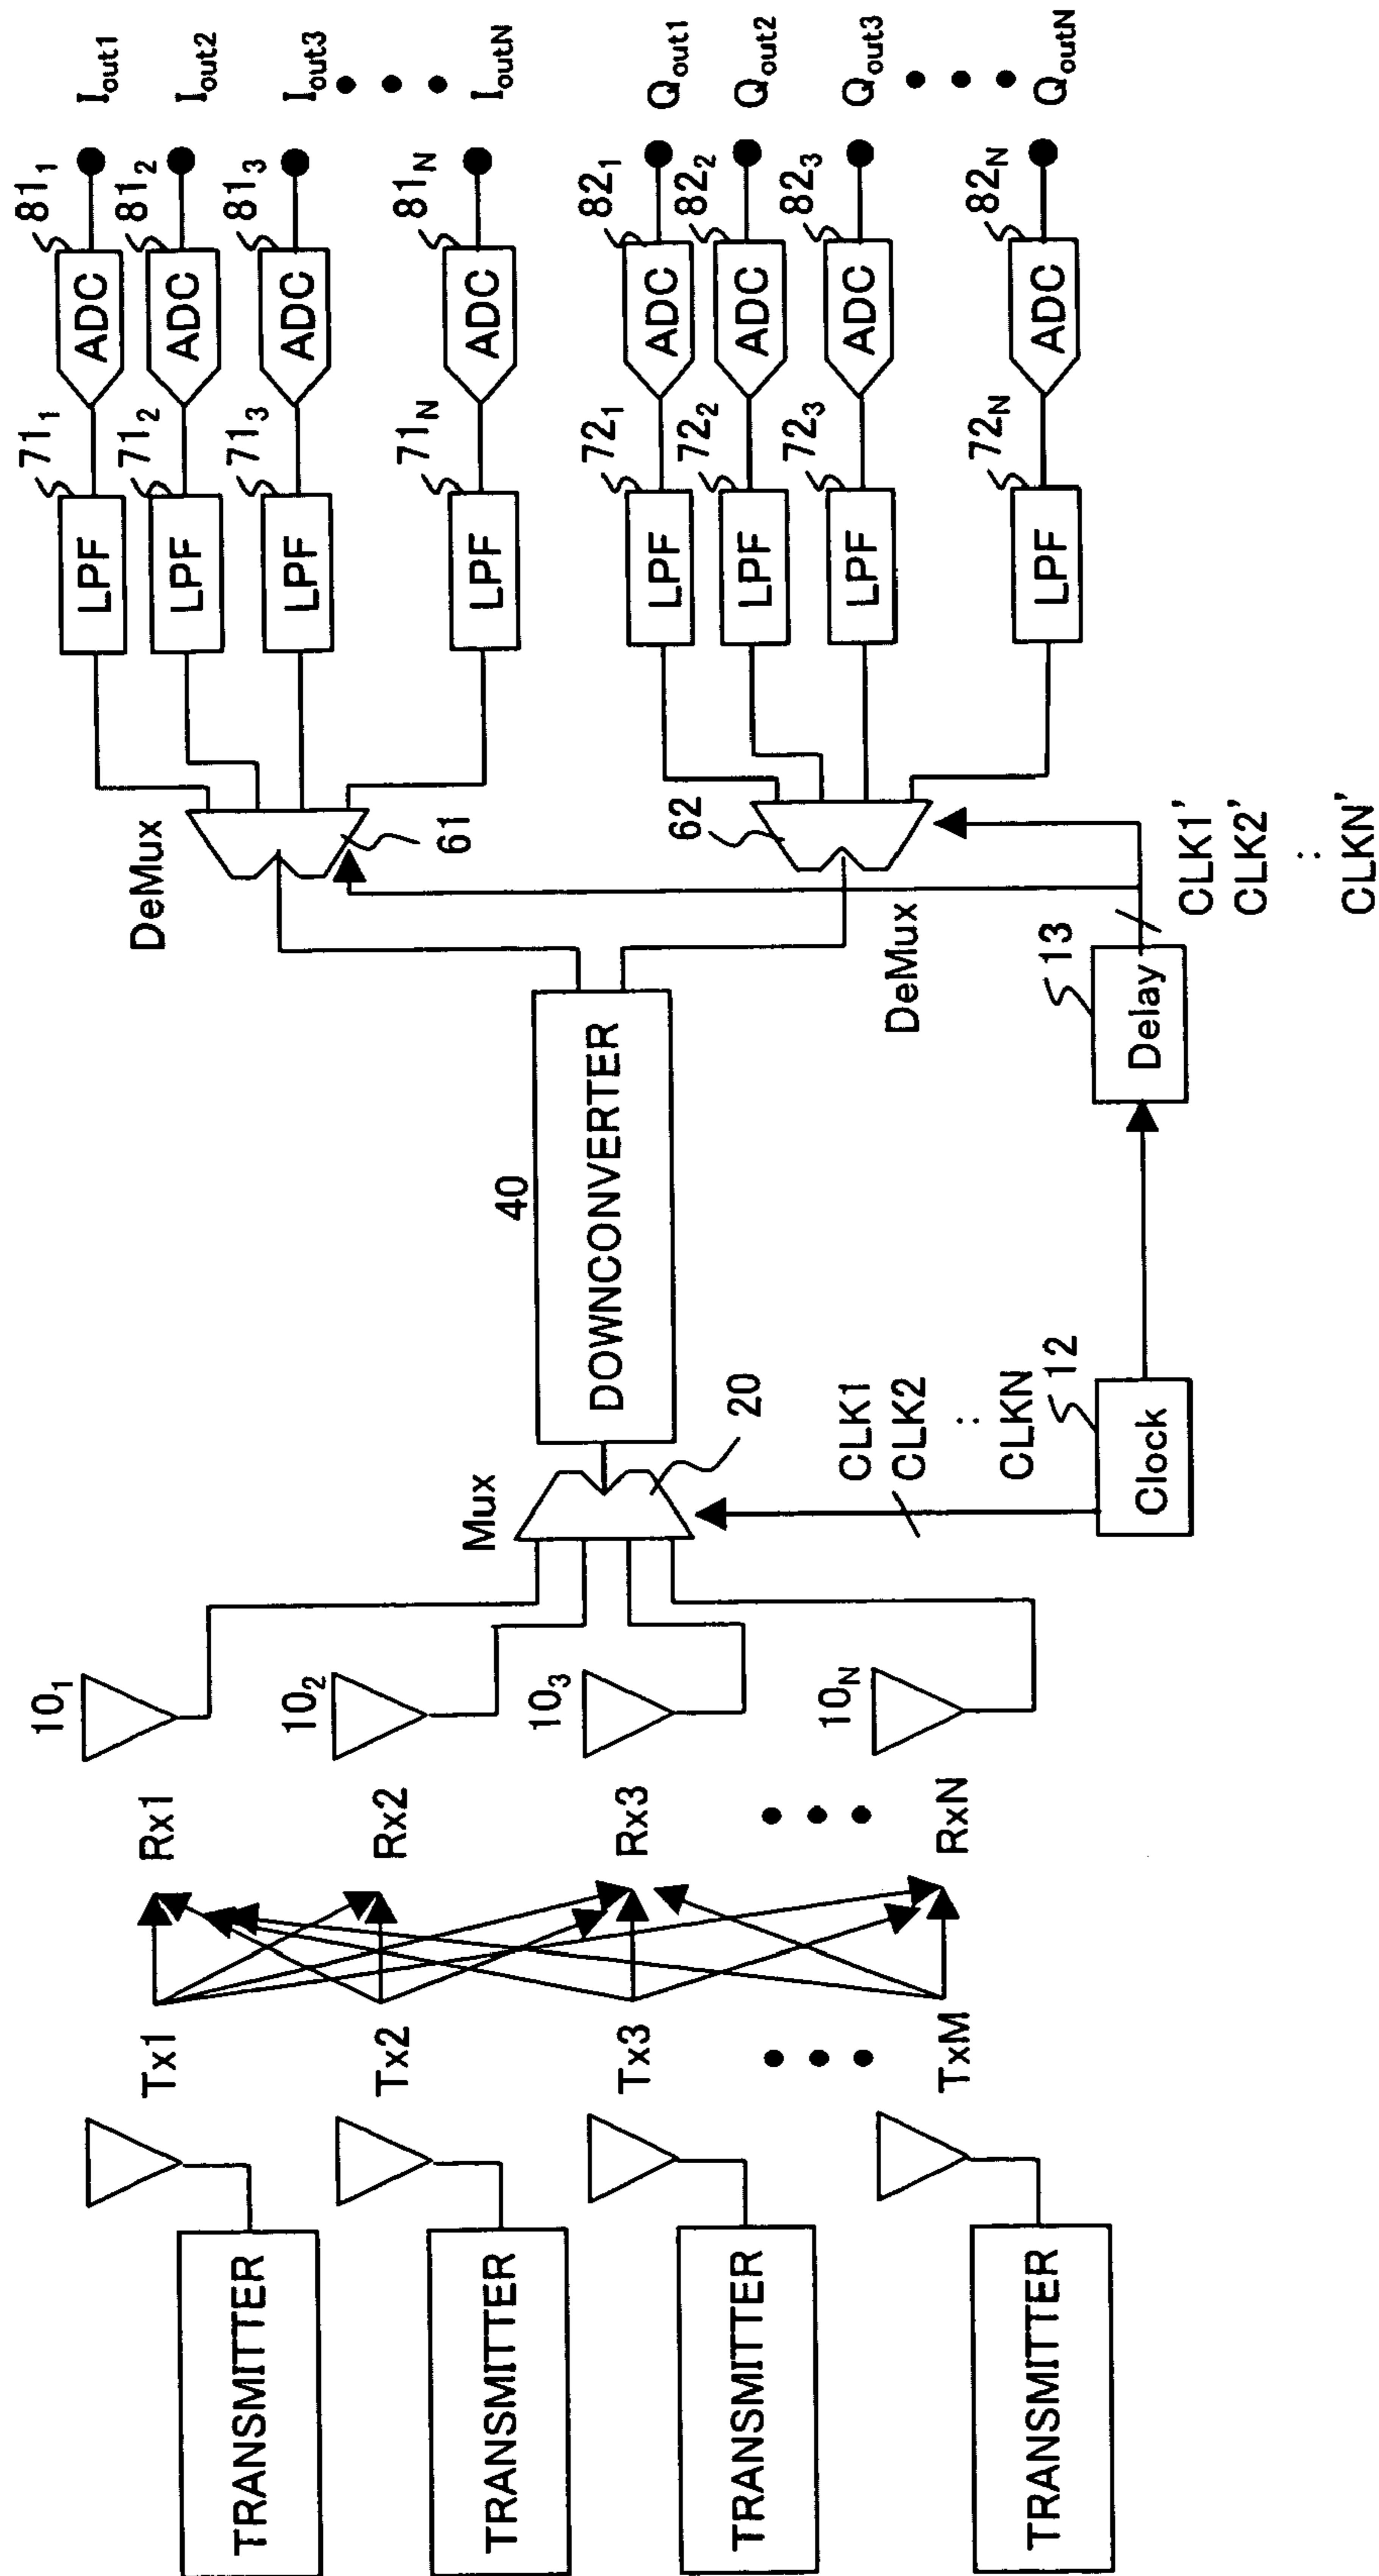 TRANSMITTER
TRANSMITTER
TRANSMITTER
TRANSMITTER
Tx1
Tx2
Tx3
TxM
Rx1
Rx2
Rx3
RxN
10₁
10₂
10₃
10N
Mux
20
CLK1
CLK2
:
CLKN
12
Clock
40
DOWNCONVERTER
13
Delay
CLK1'
CLK2'
:
CLKN'
DeMux
61
62
DeMux
LPF
71₁
LPF
71₂
LPF
71₃
LPF
71N
LPF
72₁
LPF
72₂
LPF
72₃
LPF
72N
ADC
81₁
ADC
81₂
ADC
81₃
ADC
81N
ADC
82₁
ADC
82₂
ADC
82₃
ADC
82N
Iout1
Iout2
Iout3
IoutN
Qout1
Qout2
Qout3
QoutN